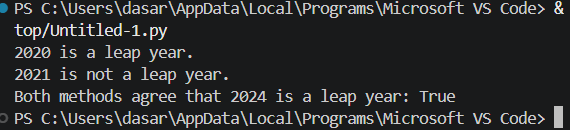 PS C:\Users\dasar\AppData\Local\Programs\Microsoft VS Code> &
top/Untitled-1.py
2020 is a leap year.
2021 is not a leap year.
Both methods agree that 2024 is a leap year: True
PS C:\Users\dasar\AppData\Local\Programs\Microsoft VS Code>